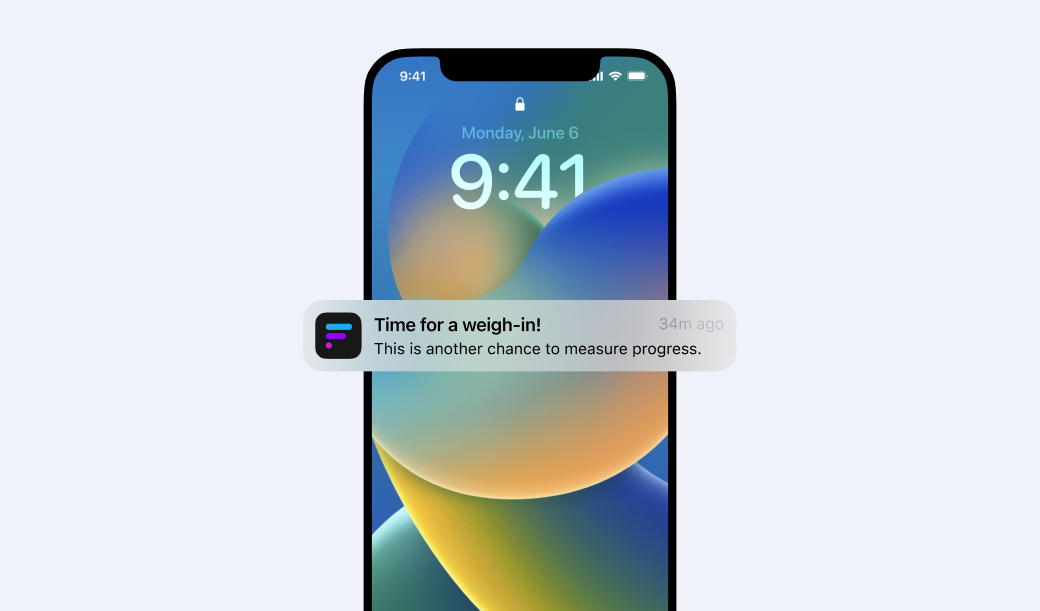 9:41
Monday, June 6
9:41
Time for a weigh-in!
34m ago
This is another chance to measure progress.